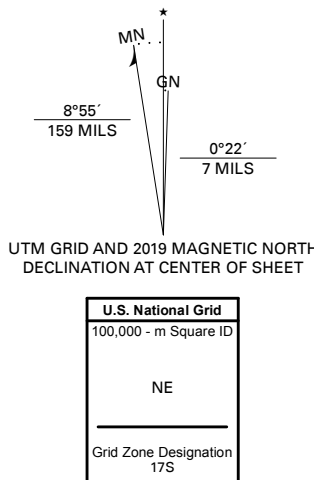 ★
MN
GN
8°55´
159 MILS
0°22´
7 MILS
UTM GRID AND 2019 MAGNETIC NORTH
DECLINATION AT CENTER OF SHEET
U.S. National Grid
100,000 - m Square ID
NE
Grid Zone Designation
17S